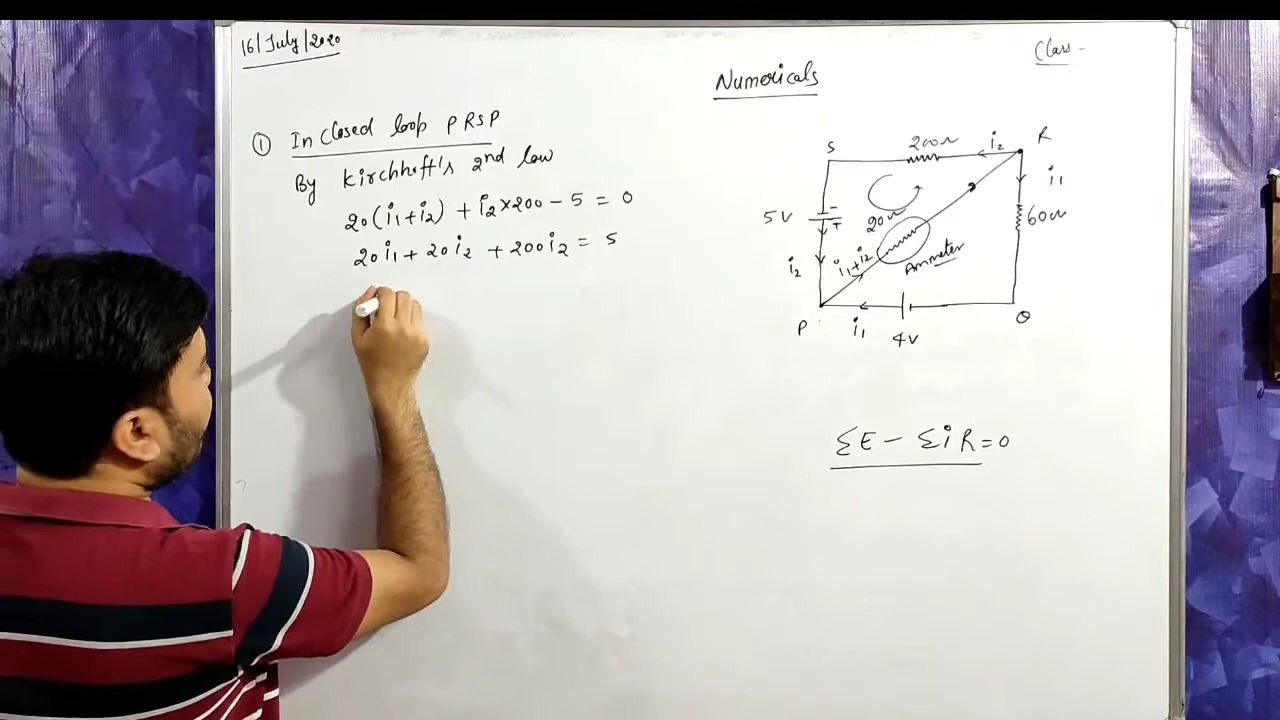 16/July/2020
Class -
Numericals
① In closed loop PRSP
By Kirchhoff's 2nd law
20(i₁+i₂) + i₂×200 - 5 = 0
20i₁ + 20i₂ + 200i₂ = 5
S
200Ω
i₂
R
i₁
5V
-
+
20Ω
60Ω
i₂
i₁+i₂
Ammeter
P
i₁
4V
Q
ΣE - ΣiR = 0